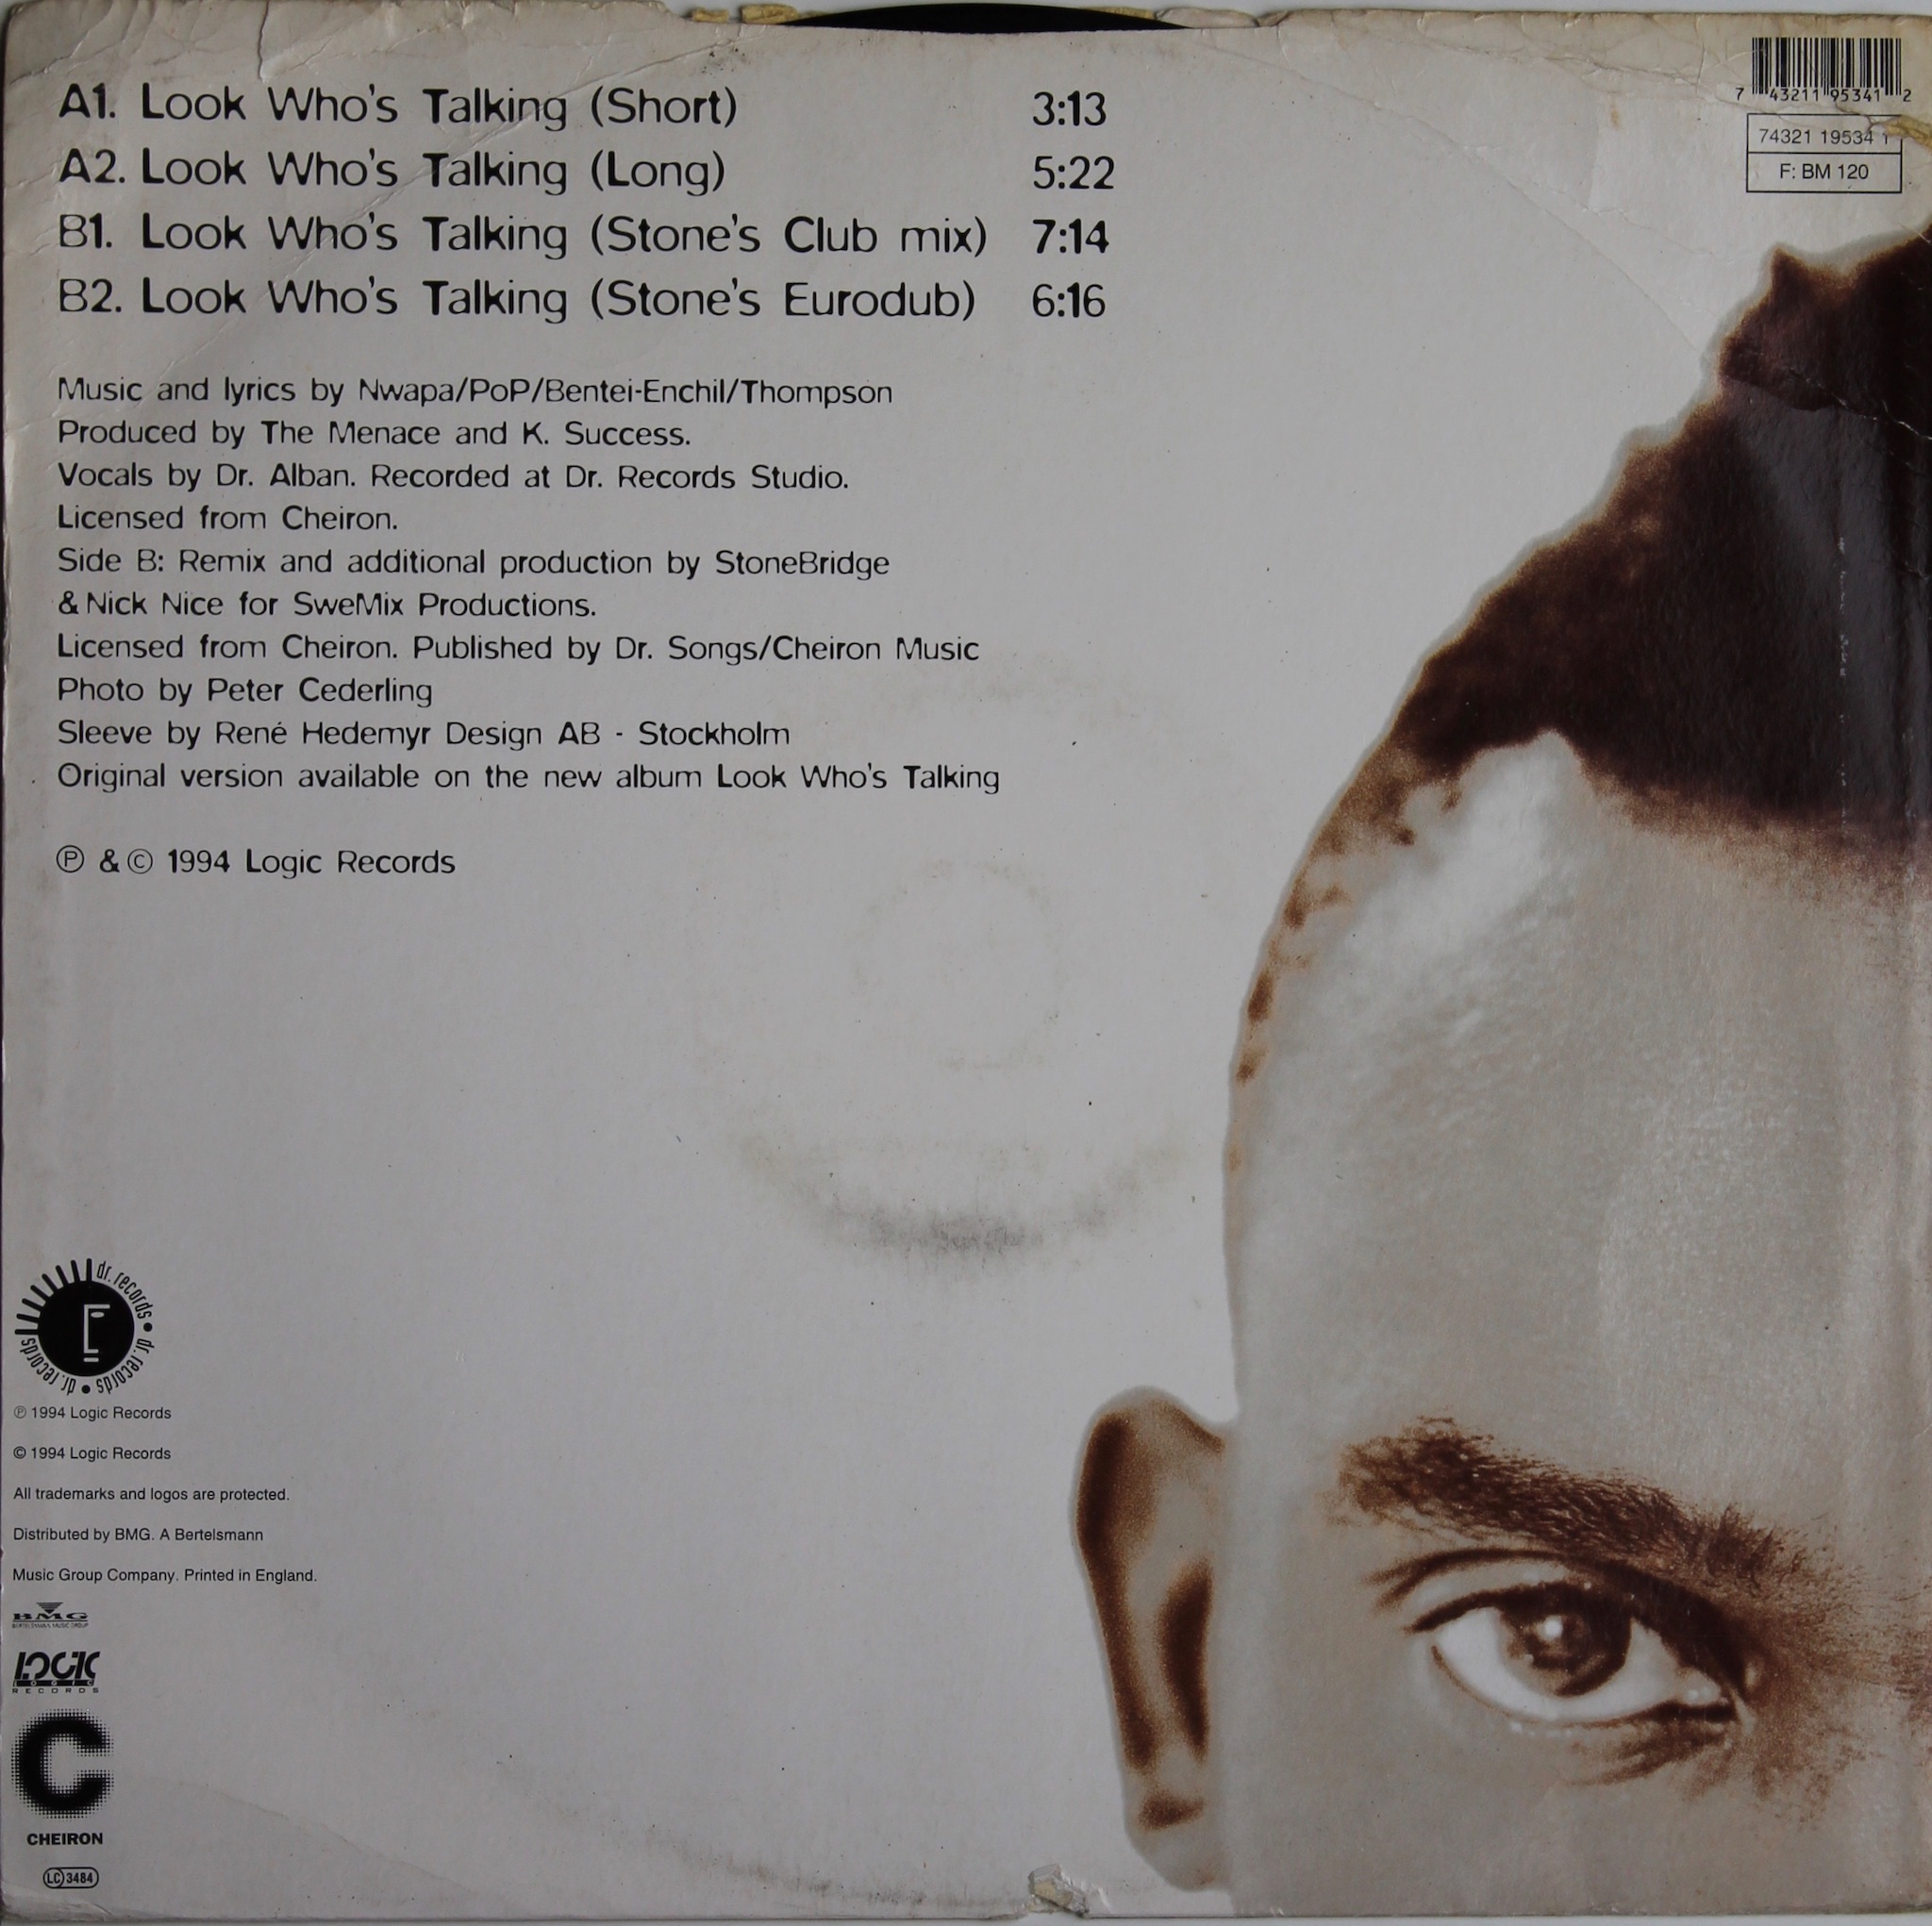 A1. Look Who's Talking (Short) 3:13
A2. Look Who's Talking (Long) 5:22
B1. Look Who's Talking (Stone's Club mix) 7:14
B2. Look Who's Talking (Stone's Eurodub) 6:16
7 43211 95341 2
74321 19534 1
F: BM 120
Music and lyrics by Nwapa/PoP/Bentei-Enchil/Thompson
Produced by The Menace and K. Success.
Vocals by Dr. Alban. Recorded at Dr. Records Studio.
Licensed from Cheiron.
Side B: Remix and additional production by StoneBridge
& Nick Nice for SweMix Productions.
Licensed from Cheiron. Published by Dr. Songs/Cheiron Music
Photo by Peter Cederling
Sleeve by René Hedemyr Design AB - Stockholm
Original version available on the new album Look Who's Talking
℗ & © 1994 Logic Records
dr. records • dr. records • dr. records
℗ 1994 Logic Records
© 1994 Logic Records
All trademarks and logos are protected.
Distributed by BMG. A Bertelsmann
Music Group Company. Printed in England.
BMG
BERTELSMANN MUSIC GROUP
LOGIC
LOGIC
RECORDS
C
CHEIRON
LC 3484